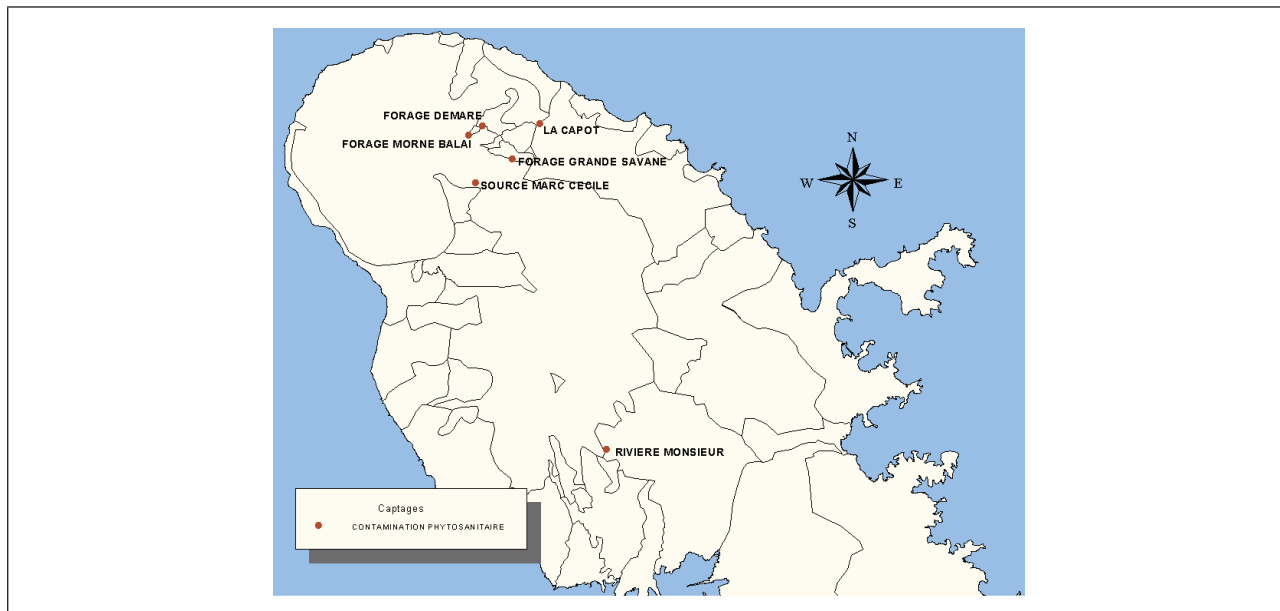 FORAGE DEMARE
LA CAPOT
FORAGE MORNE BALAI
FORAGE GRANDE SAVANE
SOURCE MARC CECILE
N
W
E
S
RIVIERE MONSIEUR
Captages
CONTAMINATION PHYTOSANITAIRE